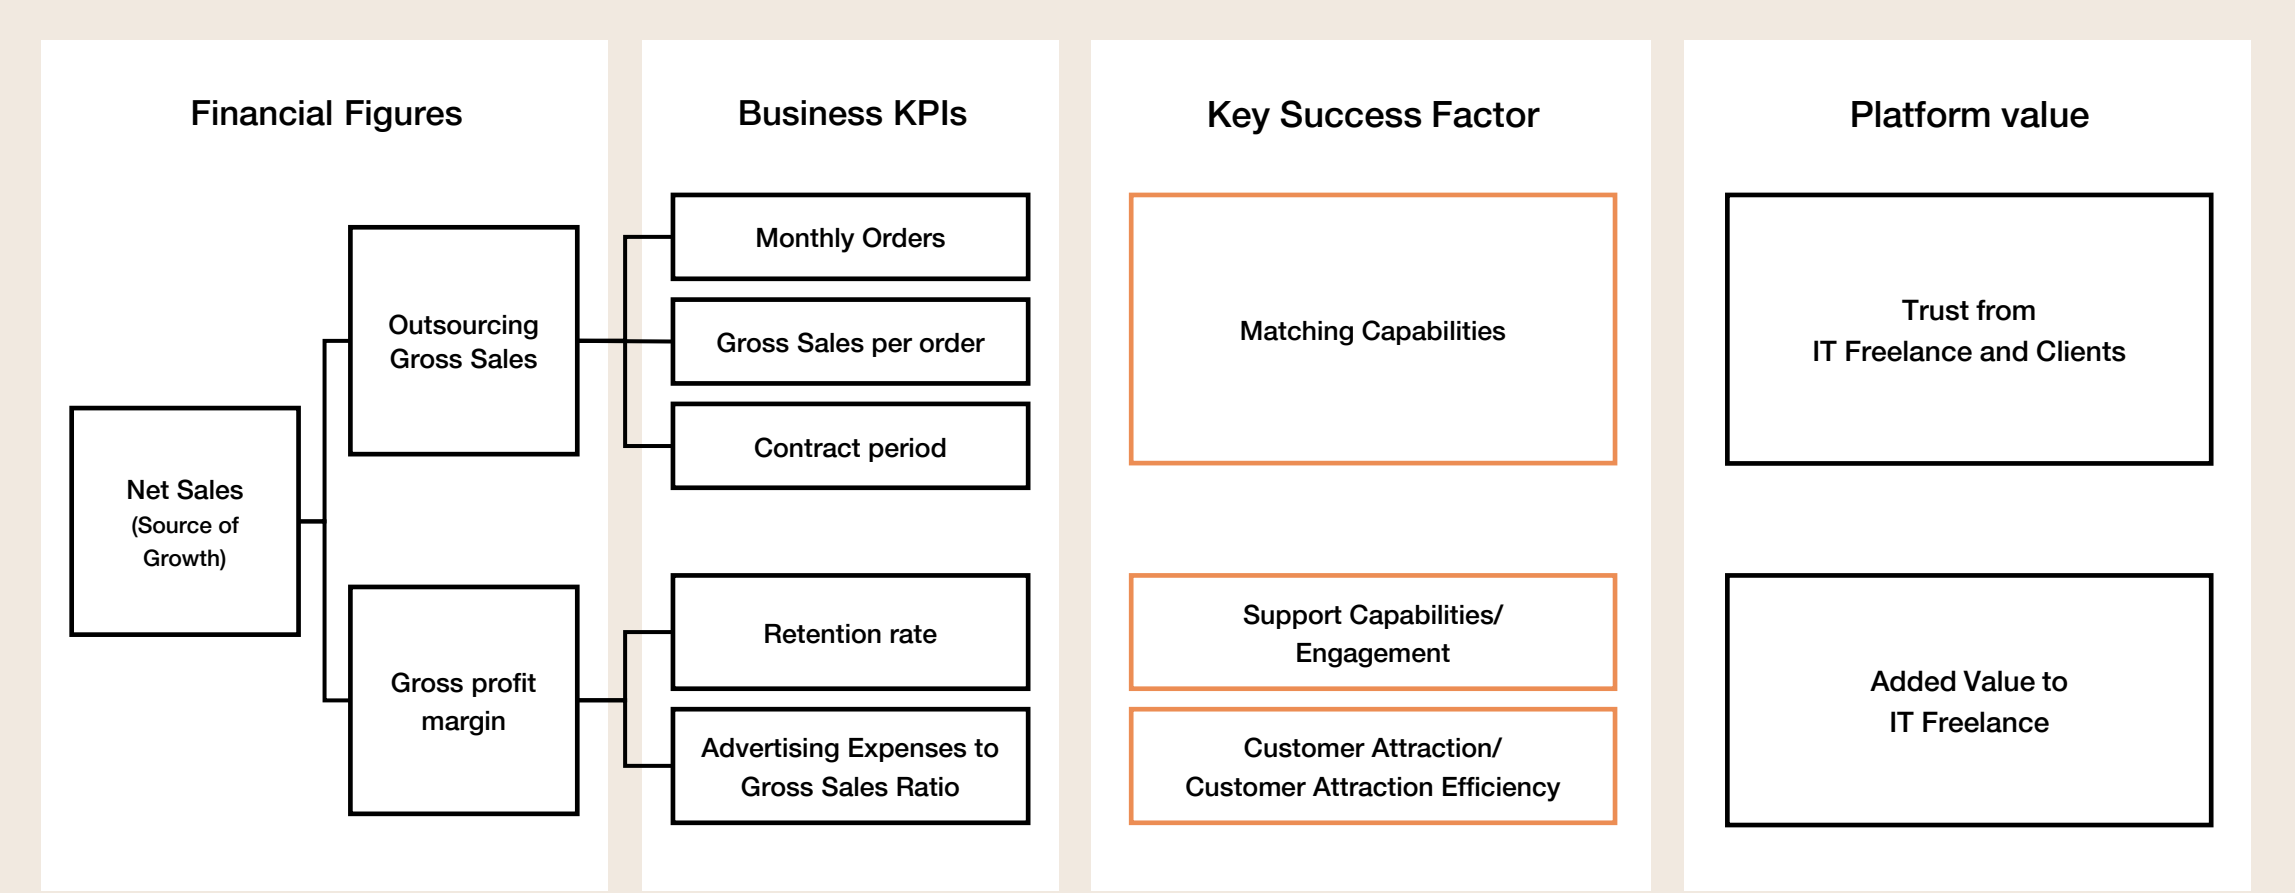 Financial Figures
Business KPIs
Key Success Factor
Platform value
Net Sales
(Source of
Growth)
Outsourcing
Gross Sales
Gross profit
margin
Monthly Orders
Gross Sales per order
Contract period
Retention rate
Advertising Expenses to
Gross Sales Ratio
Matching Capabilities
Support Capabilities/
Engagement
Customer Attraction/
Customer Attraction Efficiency
Trust from
IT Freelance and Clients
Added Value to
IT Freelance